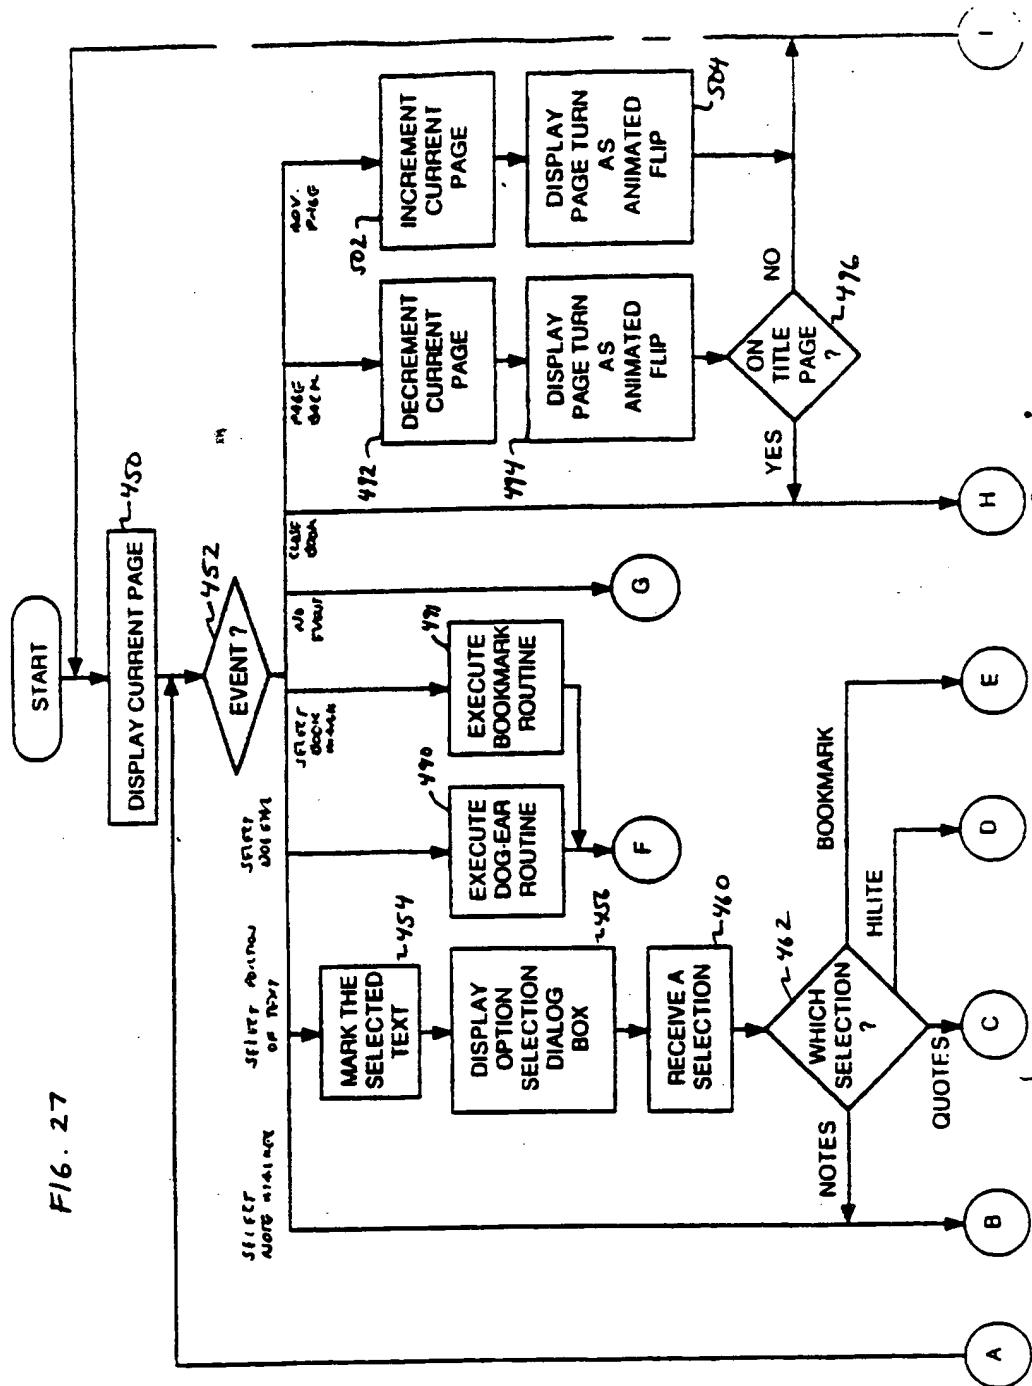 FIG. 27
START
DISPLAY CURRENT PAGE
450
EVENT ?
452
SELECT
NOTE
SELECT PORTION
OF TEXT
SELECT
DOG EAR
SELECT
BOOK
MARK
NO
EVENT
CLOSE
BOOK
PAGE
BACK
ADV.
PAGE
MARK THE
SELECTED
TEXT
454
DISPLAY
OPTION
SELECTION
DIALOG
BOX
456
RECEIVE A
SELECTION
460
WHICH
SELECTION
?
462
NOTES
QUOTES
HILITE
BOOKMARK
490
EXECUTE
DOG-EAR
ROUTINE
491
EXECUTE
BOOKMARK
ROUTINE
492
DECREMENT
CURRENT
PAGE
494
DISPLAY
PAGE TURN
AS
ANIMATED
FLIP
ON
TITLE
PAGE
?
496
YES
NO
502
INCREMENT
CURRENT
PAGE
DISPLAY
PAGE TURN
AS
ANIMATED
FLIP
504
F
G
A
B
C
D
E
H
I